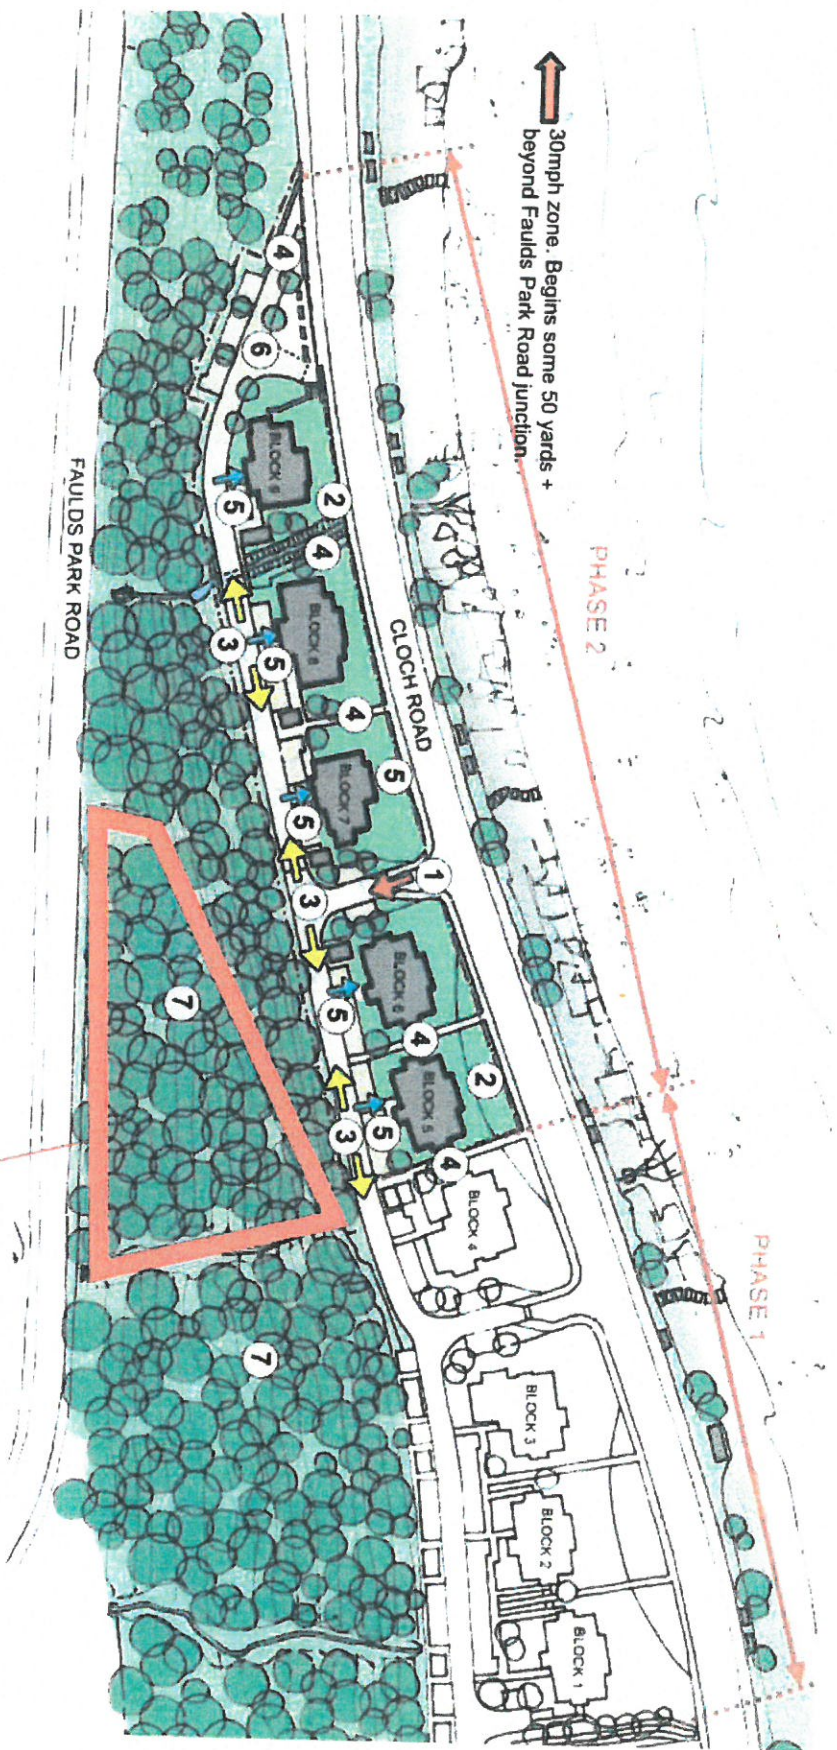 30mph zone. Begins some 50 yards +
beyond Faulds Park Road junction.
PHASE 2
PHASE 1
CLOCH ROAD
FAULDS PARK ROAD
4
6
BLOCK 9
2
5
4
BLOCK 8
3
5
4
BLOCK 7
5
5
1
3
BLOCK 6
5
4
2
BLOCK 5
5
3
4
BLOCK 4
BLOCK 3
BLOCK 2
BLOCK 1
7
7